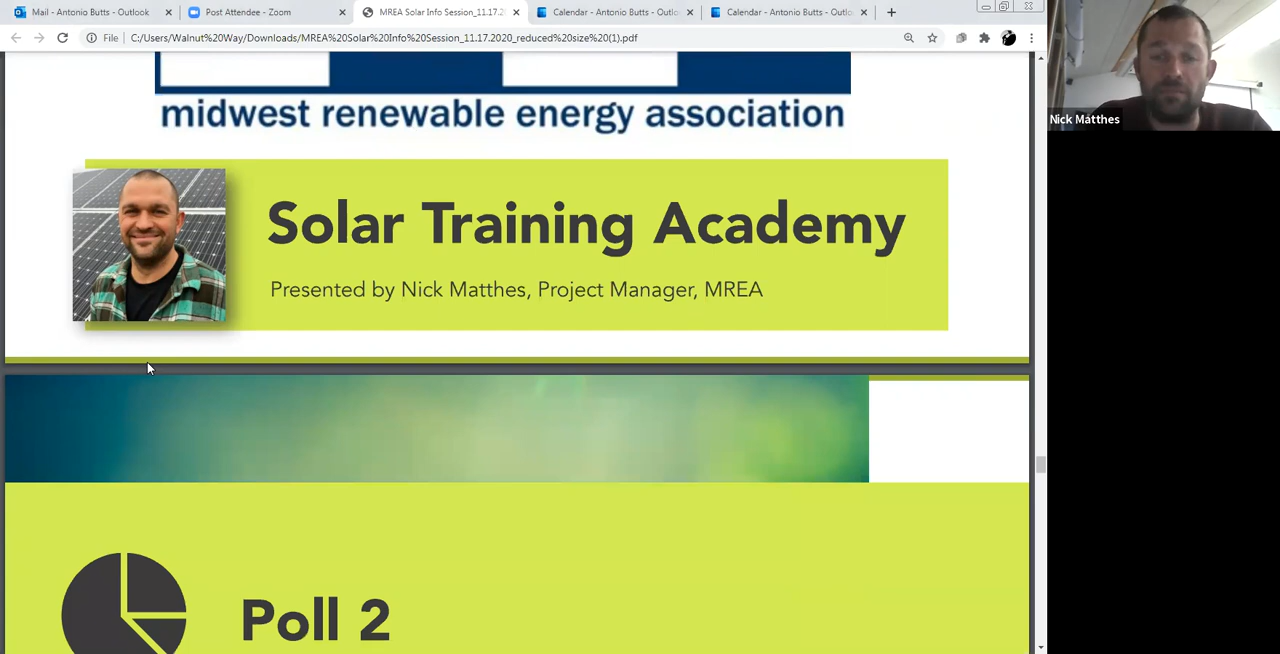 Mail - Antonio Butts - Outlook
Post Attendee - Zoom
MREA Solar Info Session_11.17.2
Calendar - Antonio Butts - Outlo
Calendar - Antonio Butts - Outlo
File
C:/Users/Walnut%20Way/Downloads/MREA%20Solar%20Info%20Session_11.17.2020_reduced%20size%20(1).pdf
midwest renewable energy association
Solar Training Academy
Presented by Nick Matthes, Project Manager, MREA
Poll 2
Nick Matthes